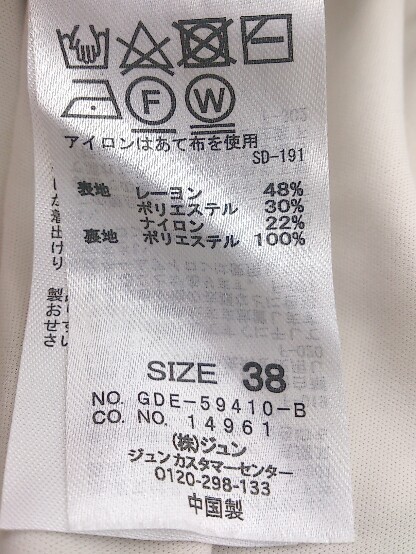 F W
アイロンはあて布を使用
SD-191
表地 レーヨン 48%
ポリエステル 30%
ナイロン 22%
裏地 ポリエステル 100%
SIZE 38
NO. GDE-59410-B
CO. NO. 14961
(株)ジュン
ジュンカスタマーセンター
0120-298-133
中国製